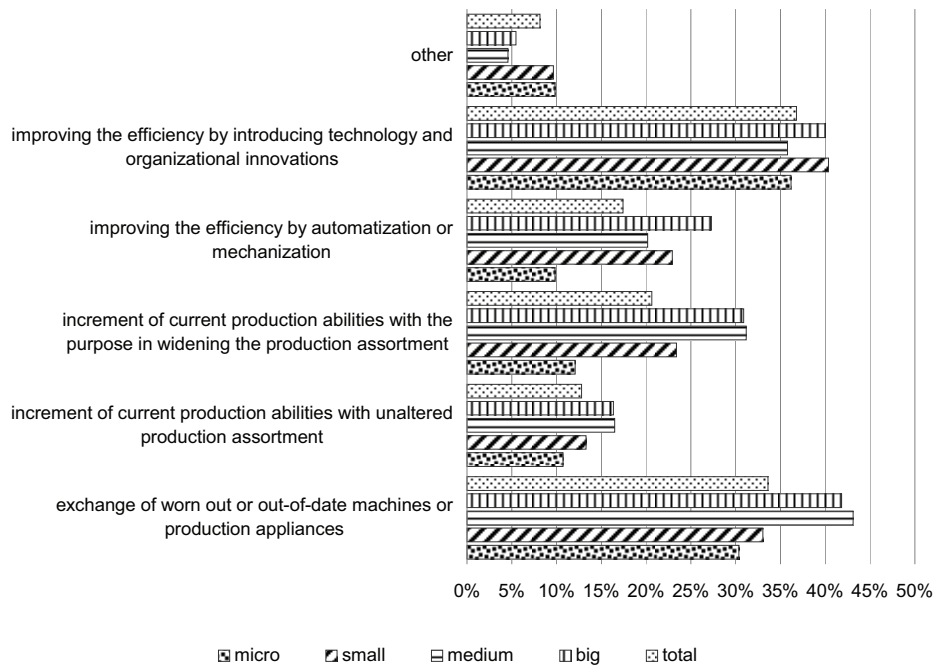 other
improving the efficiency by introducing technology and
organizational innovations
improving the efficiency by automatization or
mechanization
increment of current production abilities with the
purpose in widening the production assortment
increment of current production abilities with unaltered
production assortment
exchange of worn out or out-of-date machines or
production appliances
0% 5% 10% 15% 20% 25% 30% 35% 40% 45% 50%
micro small medium big total